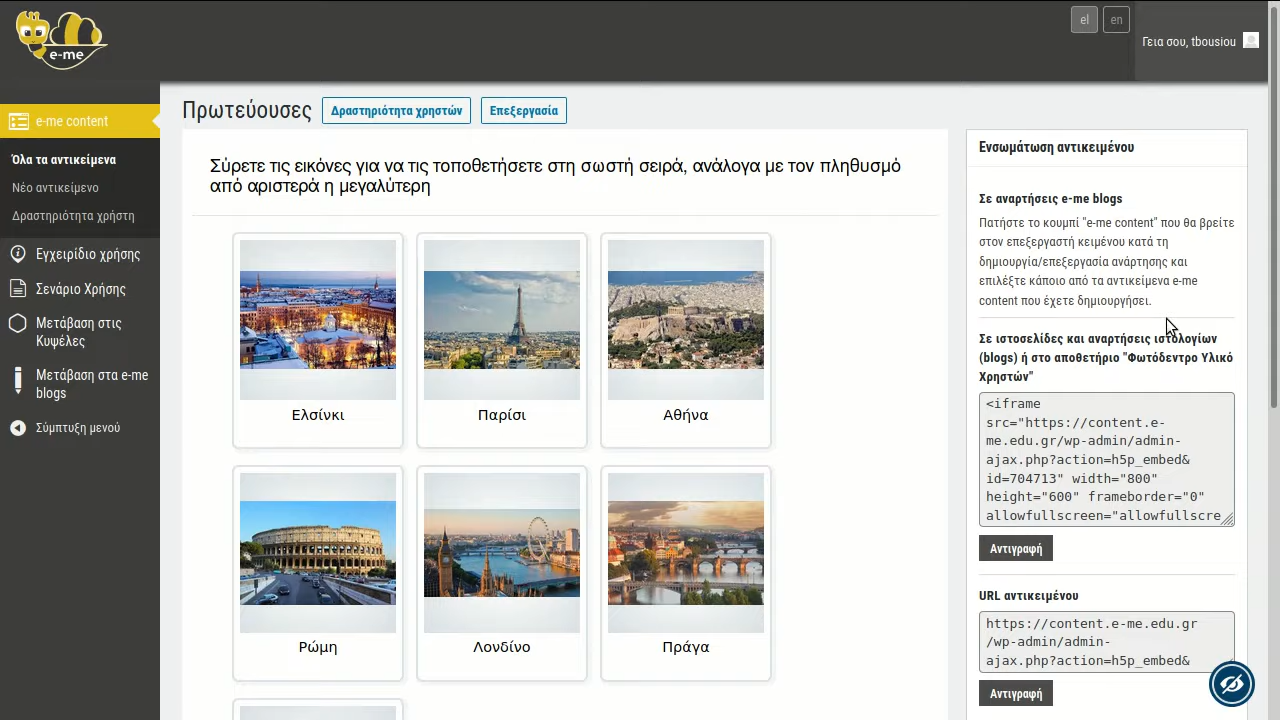 e-me
el
en
Γεια σου, tbousiou
e-me content
Όλα τα αντικείμενα
Νέο αντικείμενο
Δραστηριότητα χρήστη
Εγχειρίδιο χρήσης
Σενάριο Χρήσης
Μετάβαση στις
Κυψέλες
Μετάβαση στα e-me
blogs
Σύμπτυξη μενού
Πρωτεύουσες
Δραστηριότητα χρηστών
Επεξεργασία
Σύρετε τις εικόνες για να τις τοποθετήσετε στη σωστή σειρά, ανάλογα με τον πληθυσμό
από αριστερά η μεγαλύτερη
Ελσίνκι
Παρίσι
Αθήνα
Ρώμη
Λονδίνο
Πράγα
Ενσωμάτωση αντικειμένου
Σε αναρτήσεις e-me blogs
Πατήστε το κουμπί "e-me content" που θα βρείτε
στον επεξεργαστή κειμένου κατά τη
δημιουργία/επεξεργασία ανάρτησης και
επιλέξτε κάποιο από τα αντικείμενα e-me
content που έχετε δημιουργήσει.
Σε ιστοσελίδες και αναρτήσεις ιστολογίων
(blogs) ή στο αποθετήριο "Φωτόδεντρο Υλικό
Χρηστών"
<iframe
src="https://content.e-
me.edu.gr/wp-admin/admin-
ajax.php?action=h5p_embed&
id=704713" width="800"
height="600" frameborder="0"
allowfullscreen="allowfullscre
Αντιγραφή
URL αντικειμένου
https://content.e-me.edu.gr
/wp-admin/admin-
ajax.php?action=h5p_embed&
Αντιγραφή